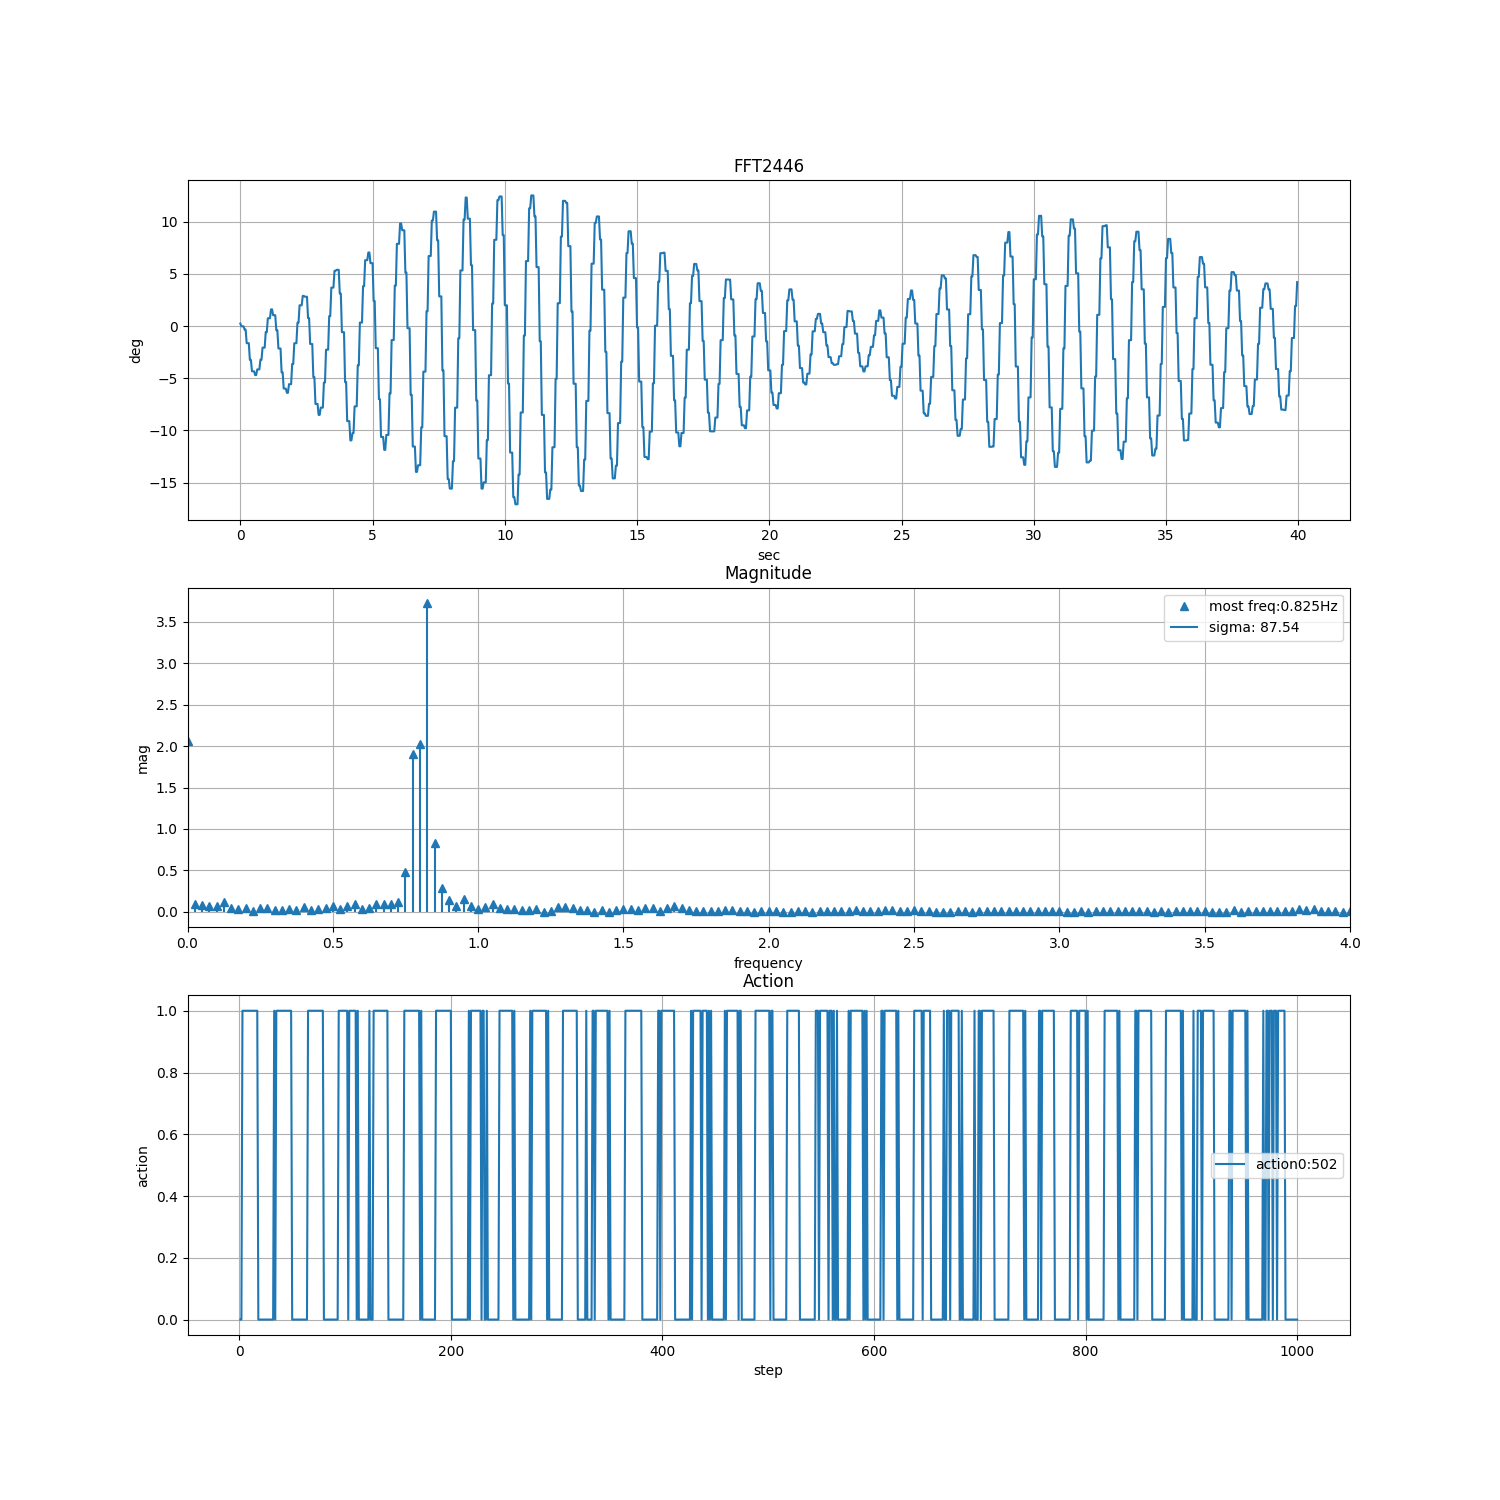 FFT2446
deg
10
5
0
−5
−10
−15
0 5 10 15 20 25 30 35 40
sec
Magnitude
mag
3.5
3.0
2.5
2.0
1.5
1.0
0.5
0.0
most freq:0.825Hz
sigma: 87.54
0.0 0.5 1.0 1.5 2.0 2.5 3.0 3.5 4.0
frequency
Action
action
1.0
0.8
0.6
0.4
0.2
0.0
action0:502
0 200 400 600 800 1000
step